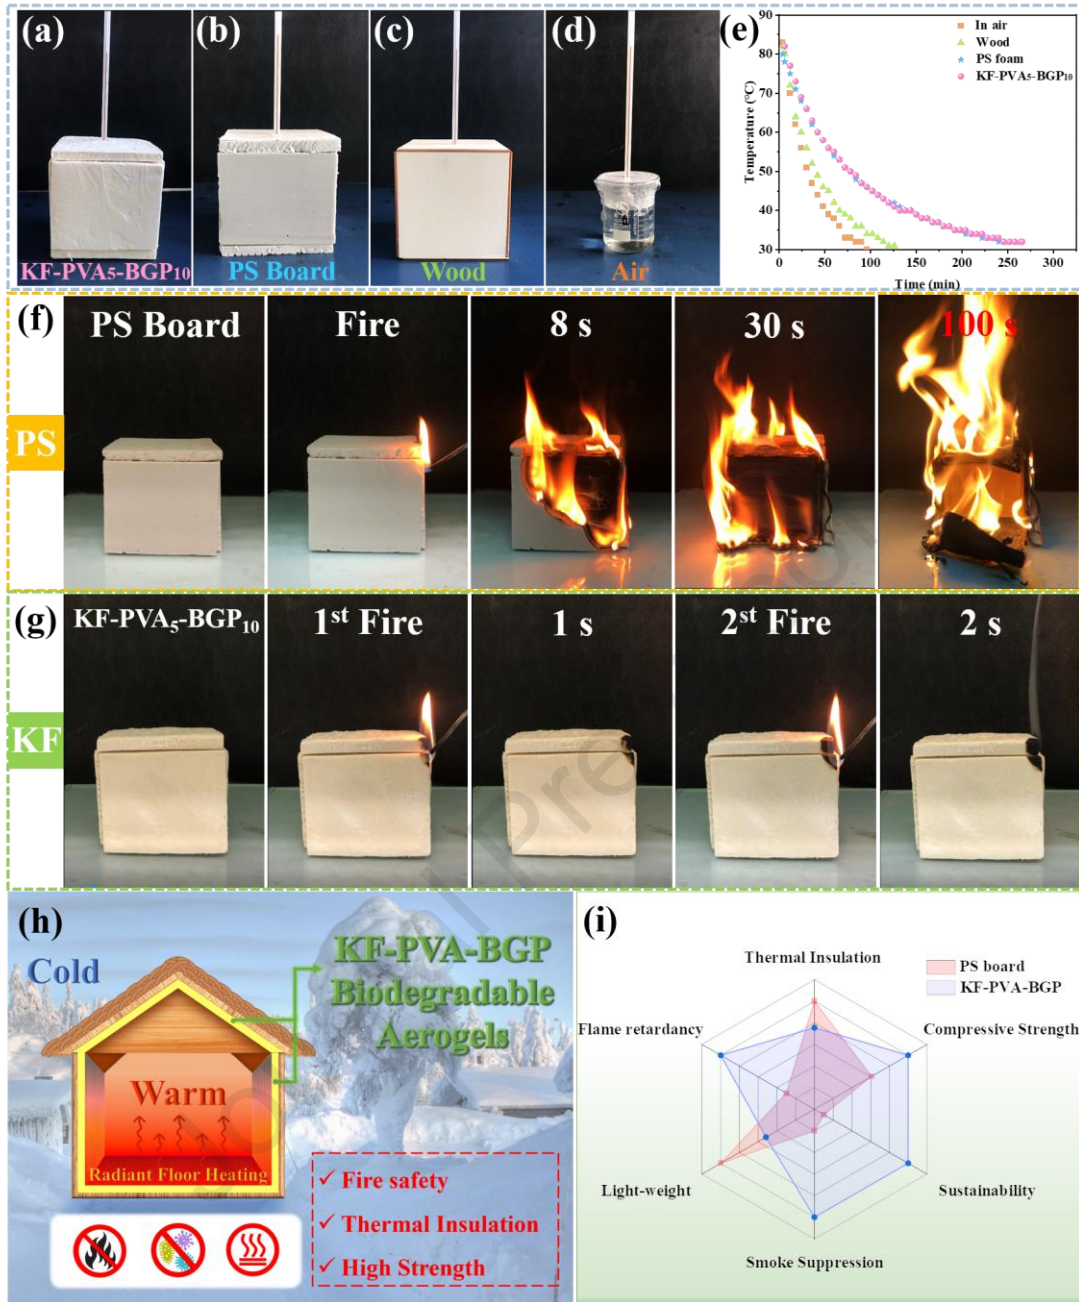 (a)
KF-PVA₅-BGP₁₀
(b)
PS Board
(c)
Wood
(d)
Air
(e)
90
80
70
60
50
40
30
Temperature (°C)
0
50
100
150
200
250
300
Time (min)
In air
Wood
PS foam
KF-PVA₅-BGP₁₀
(f)
PS
PS Board
Fire
8 s
30 s
100 s
(g)
KF
KF-PVA₅-BGP₁₀
1st Fire
1 s
2st Fire
2 s
(h)
Cold
KF-PVA-BGP
Biodegradable
Aerogels
Warm
Radiant Floor Heating
✓ Fire safety
✓ Thermal Insulation
✓ High Strength
(i)
PS board
KF-PVA-BGP
Thermal Insulation
Compressive Strength
Sustainability
Smoke Suppression
Light-weight
Flame retardancy